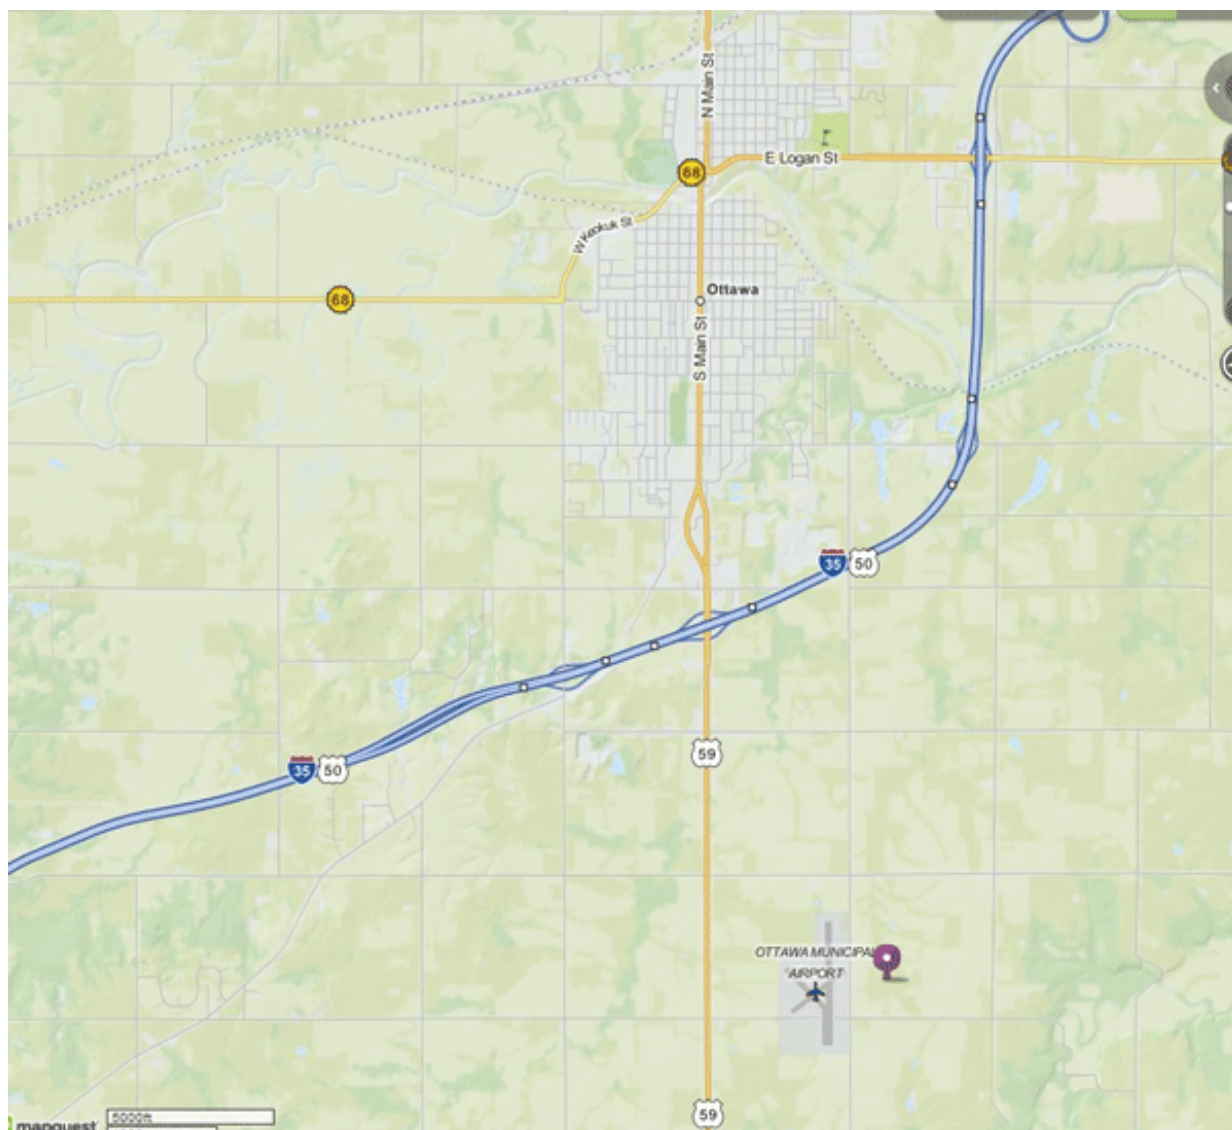 N Main St
E Logan St
68
W Keokuk St
68
Ottawa
S Main St
35
50
59
35
50
OTTAWA MUNICIPAL
AIRPORT
59
5000ft
mapquest